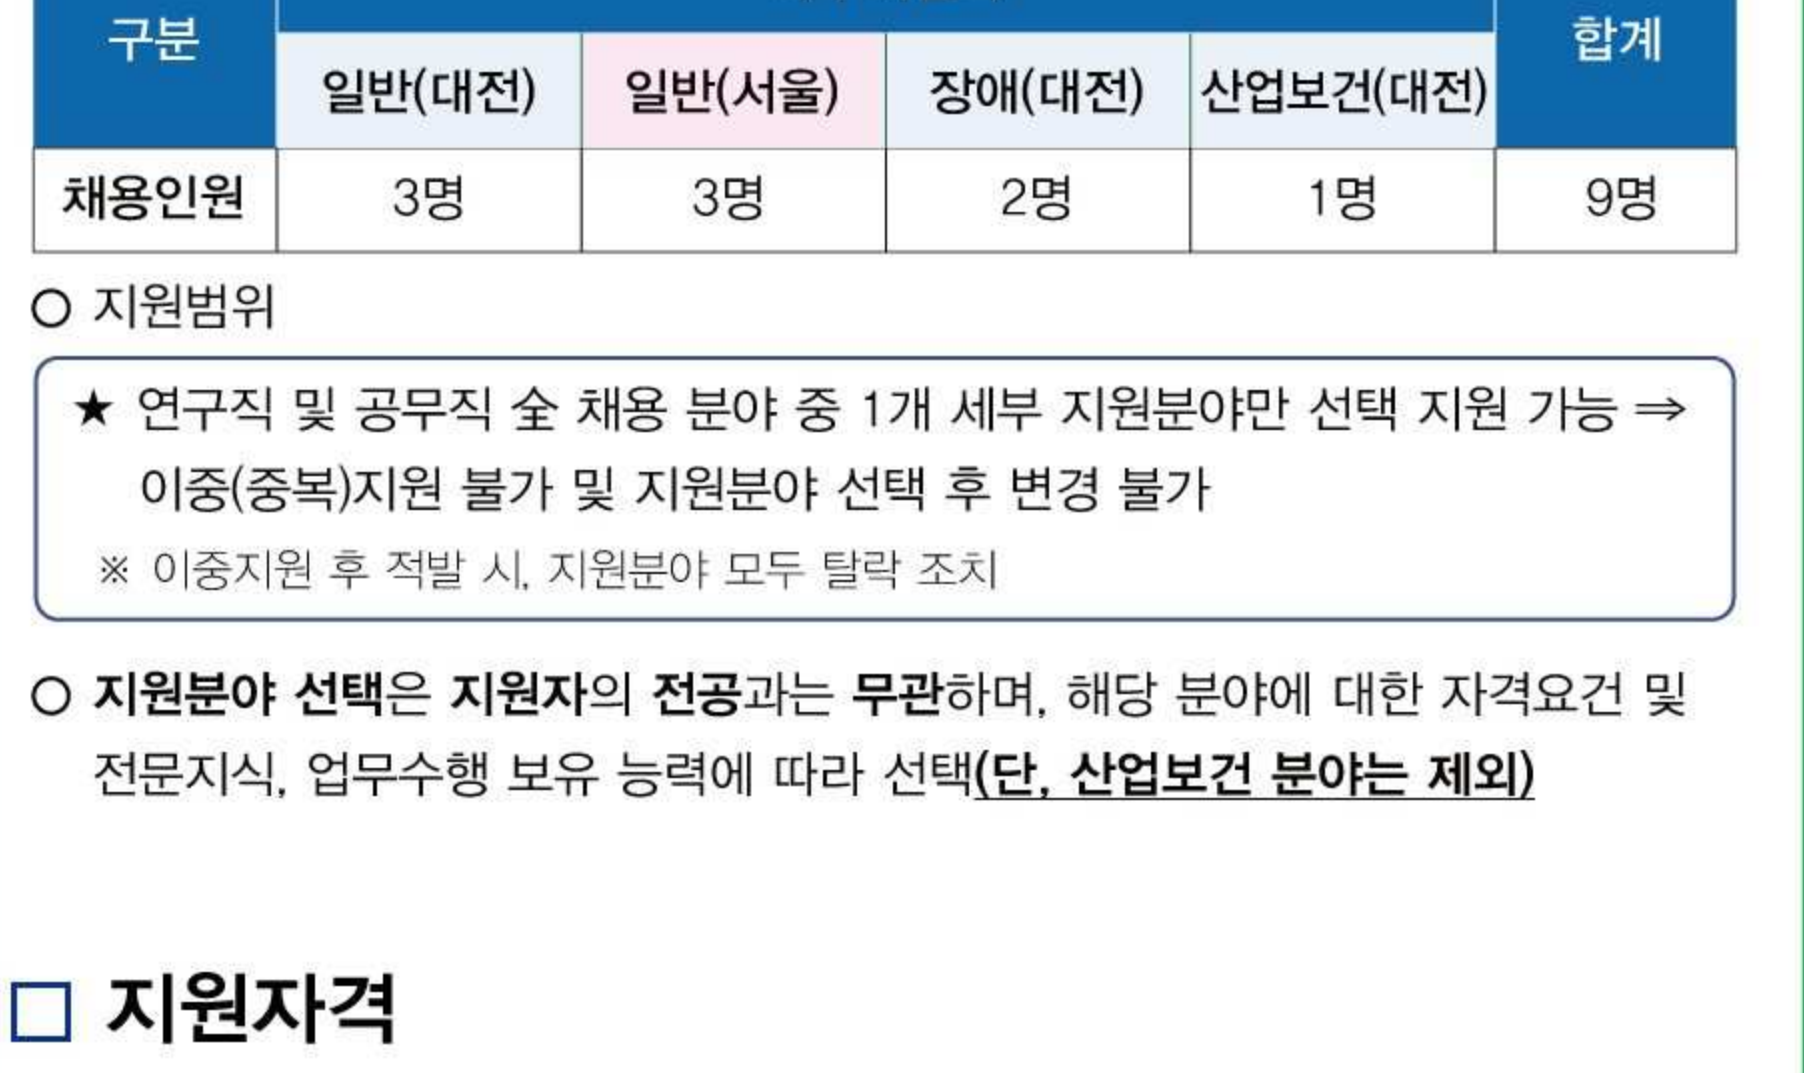 구분
합계
일반(대전) 일반(서울) 장애(대전) 산업보건(대전)
채용인원 3명 3명 2명 1명 9명
○ 지원범위
★ 연구직 및 공무직 全 채용 분야 중 1개 세부 지원분야만 선택 지원 가능 ⇒
이중(중복)지원 불가 및 지원분야 선택 후 변경 불가
※ 이중지원 후 적발 시, 지원분야 모두 탈락 조치
○ 지원분야 선택은 지원자의 전공과는 무관하며, 해당 분야에 대한 자격요건 및
전문지식, 업무수행 보유 능력에 따라 선택(단, 산업보건 분야는 제외)
□ 지원자격